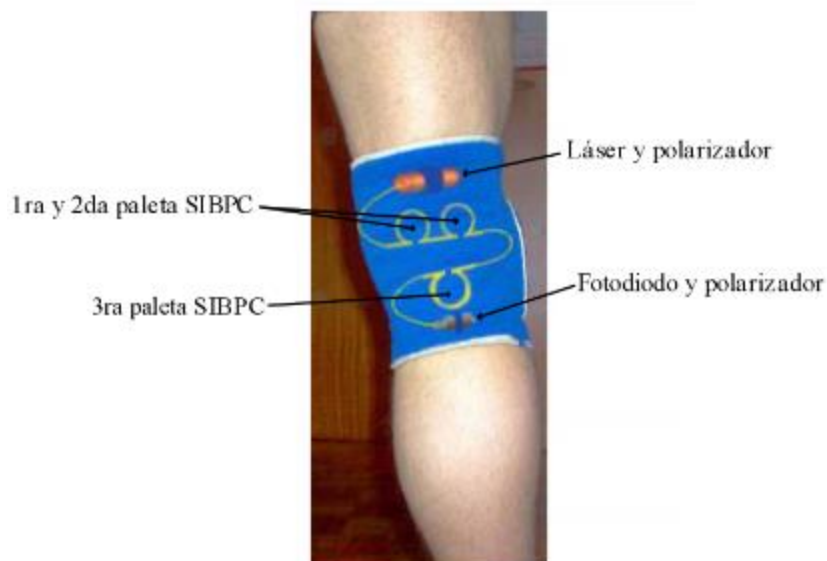 Láser y polarizador
1ra y 2da paleta SIBPC
Fotodiodo y polarizador
3ra paleta SIBPC